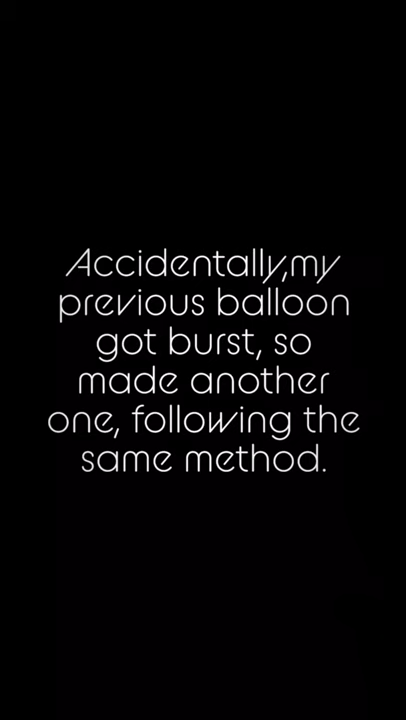 Accidentally,my
previous balloon
got burst, so
made another
one, following the
same method.